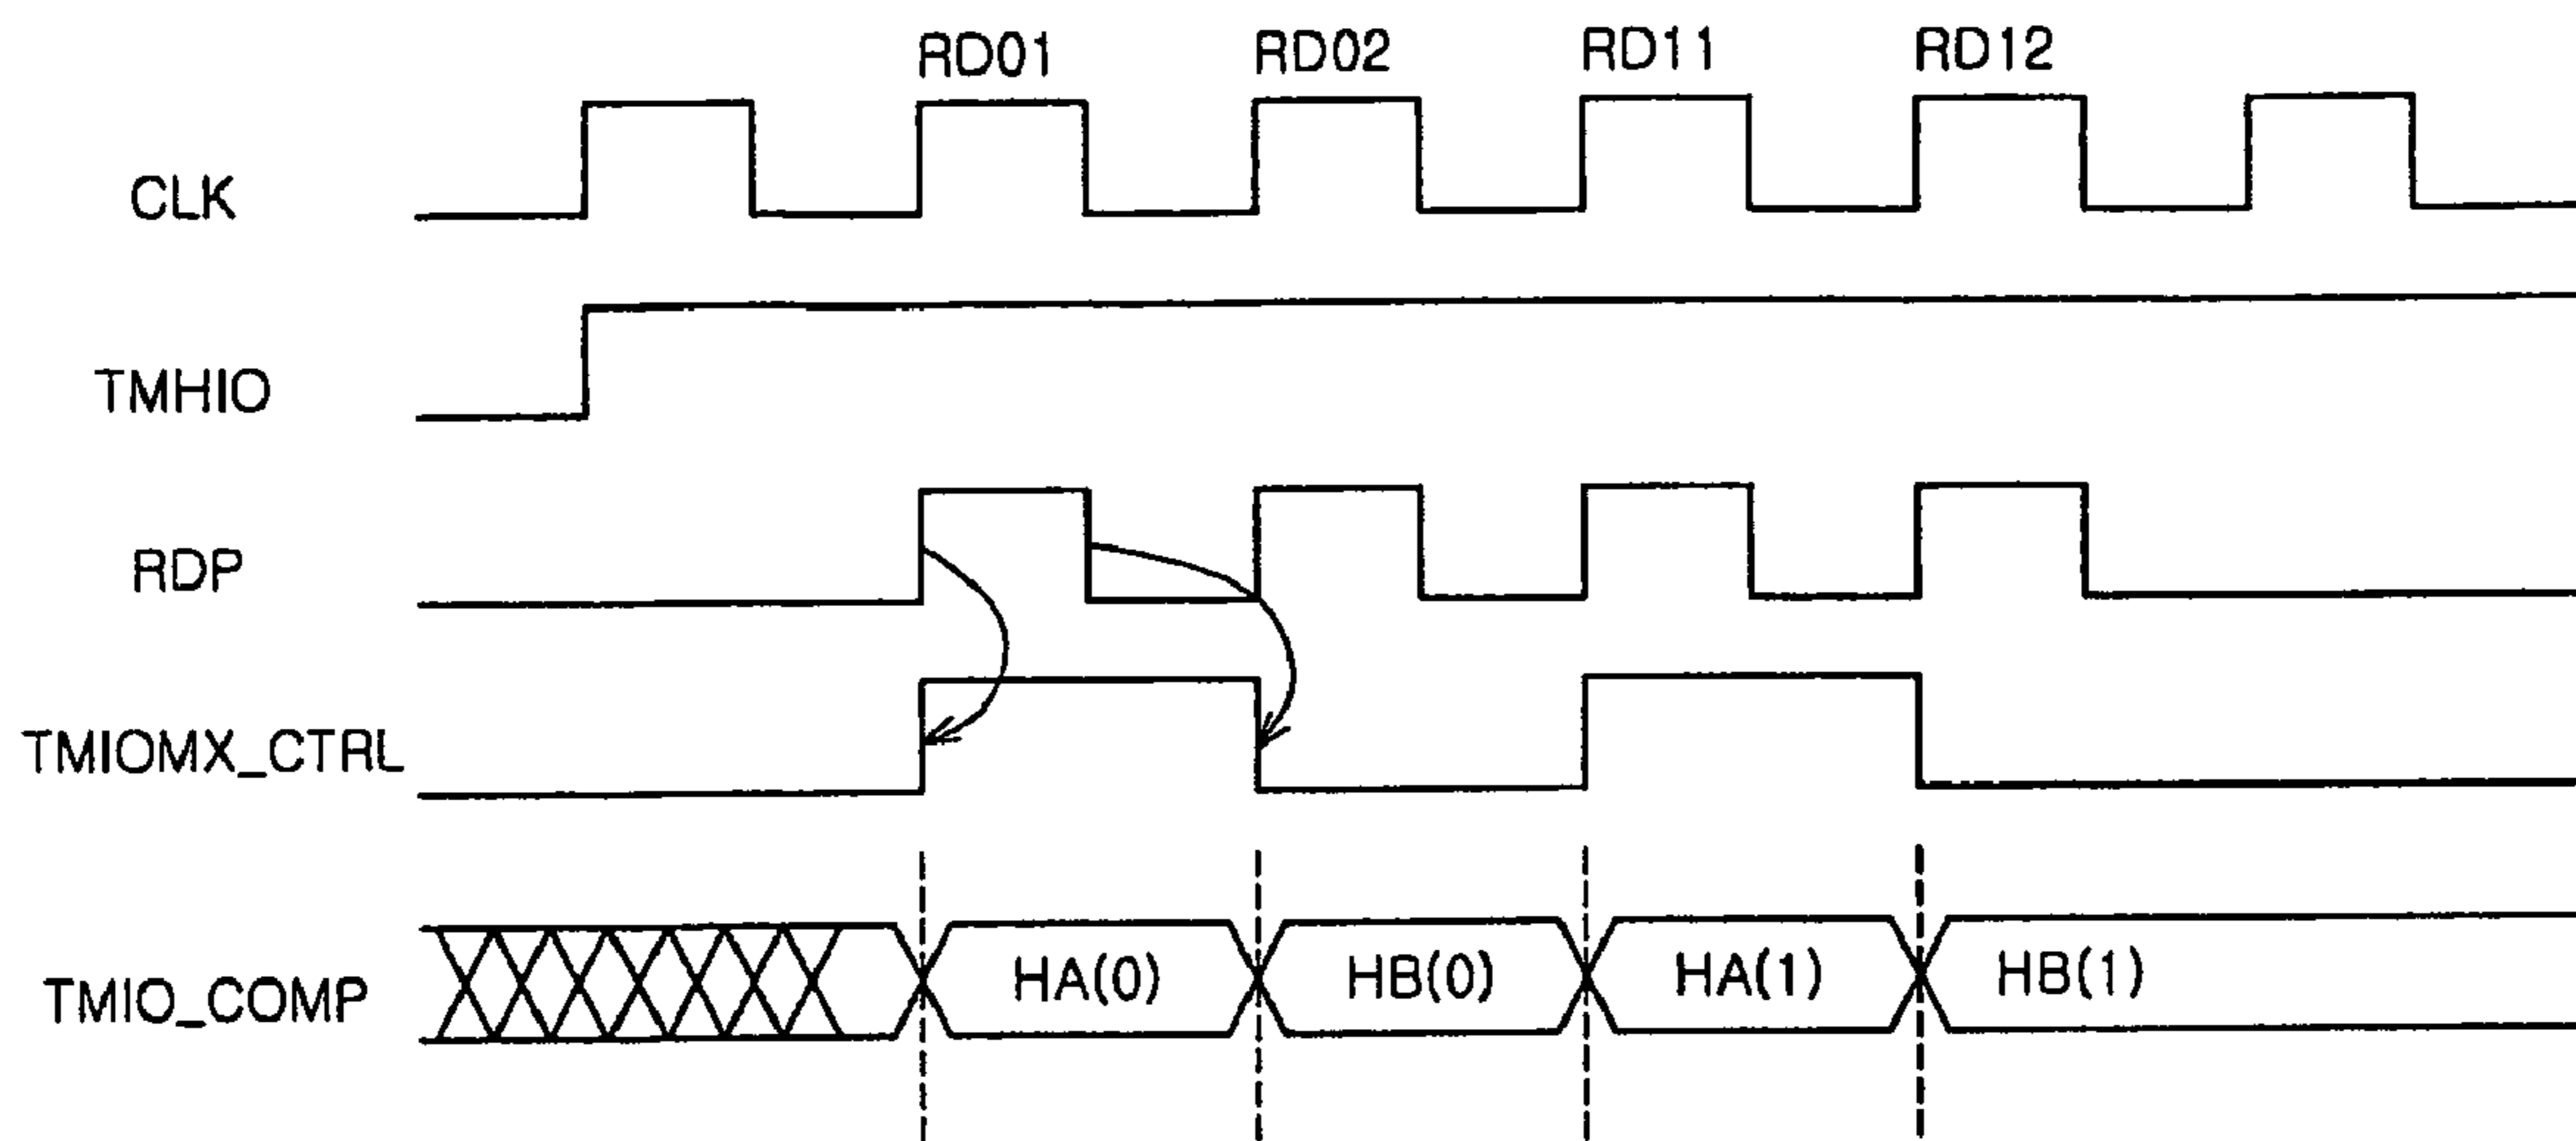 RD01 RD02 RD11 RD12
CLK
TMHIO
RDP
TMIOMX_CTRL
TMIO_COMP HA(0) HB(0) HA(1) HB(1)